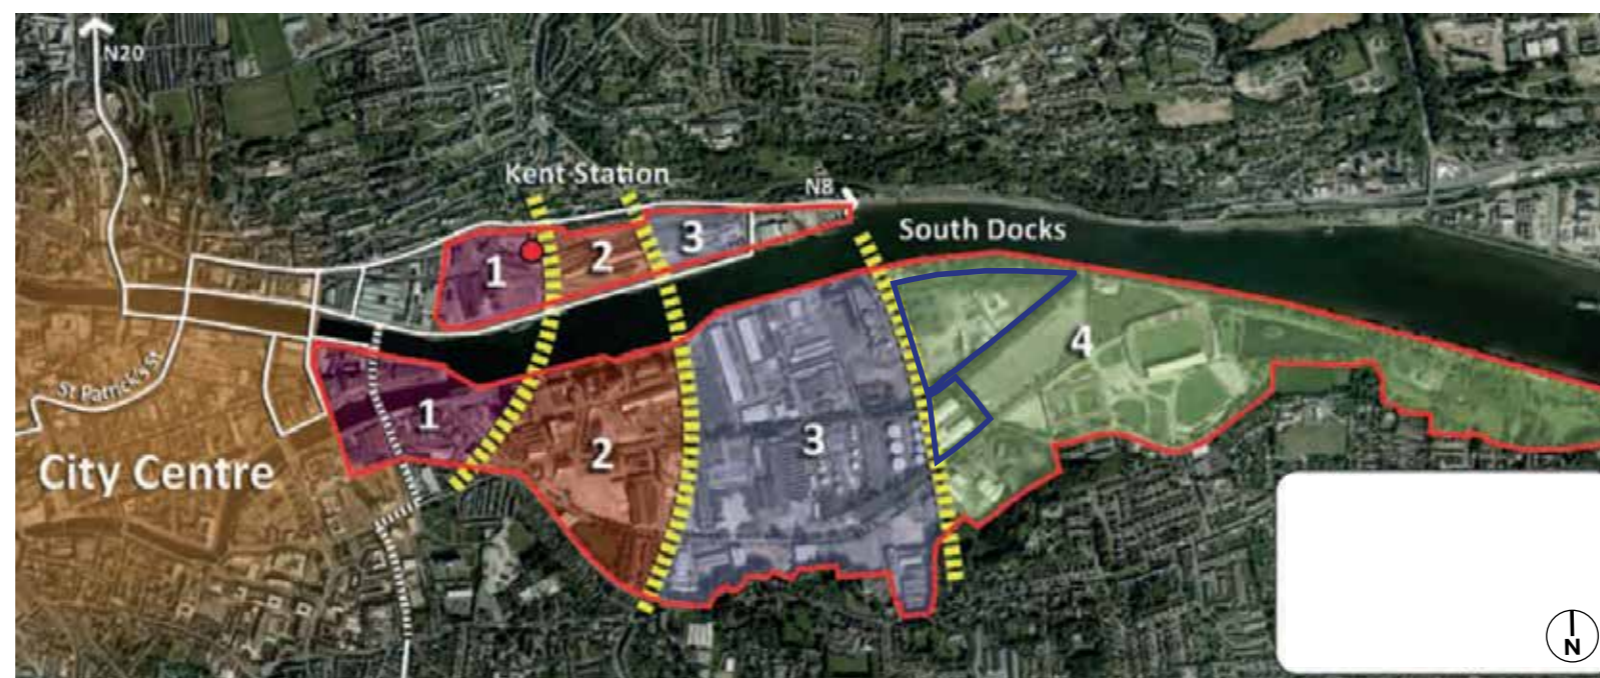 N20
Kent Station
N8
South Docks
1
2
3
4
St Patrick's St
1
2
3
City Centre
N